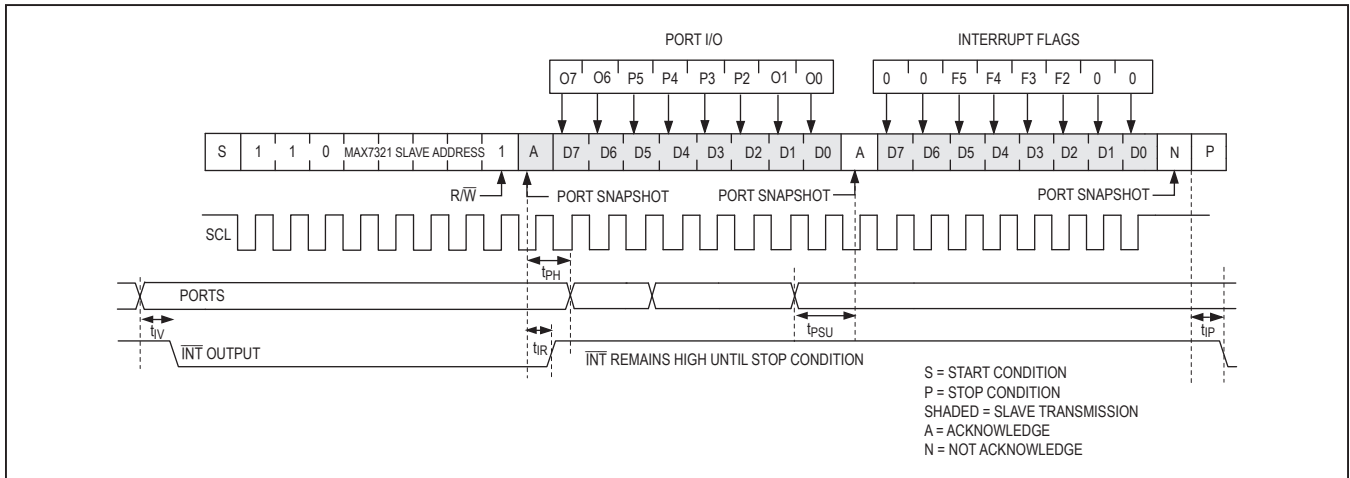 PORT I/O INTERRUPT FLAGS
O7 O6 P5 P4 P3 P2 O1 O0 0 0 F5 F4 F3 F2 0 0
S 1 1 0 MAX7321 SLAVE ADDRESS 1 A D7 D6 D5 D4 D3 D2 D1 D0 A D7 D6 D5 D4 D3 D2 D1 D0 N P
R/W̅ PORT SNAPSHOT PORT SNAPSHOT PORT SNAPSHOT
SCL
tPH
PORTS
tIV tIR tPSU tIP
I̅N̅T̅ OUTPUT I̅N̅T̅ REMAINS HIGH UNTIL STOP CONDITION
S = START CONDITION
P = STOP CONDITION
SHADED = SLAVE TRANSMISSION
A = ACKNOWLEDGE
N = NOT ACKNOWLEDGE